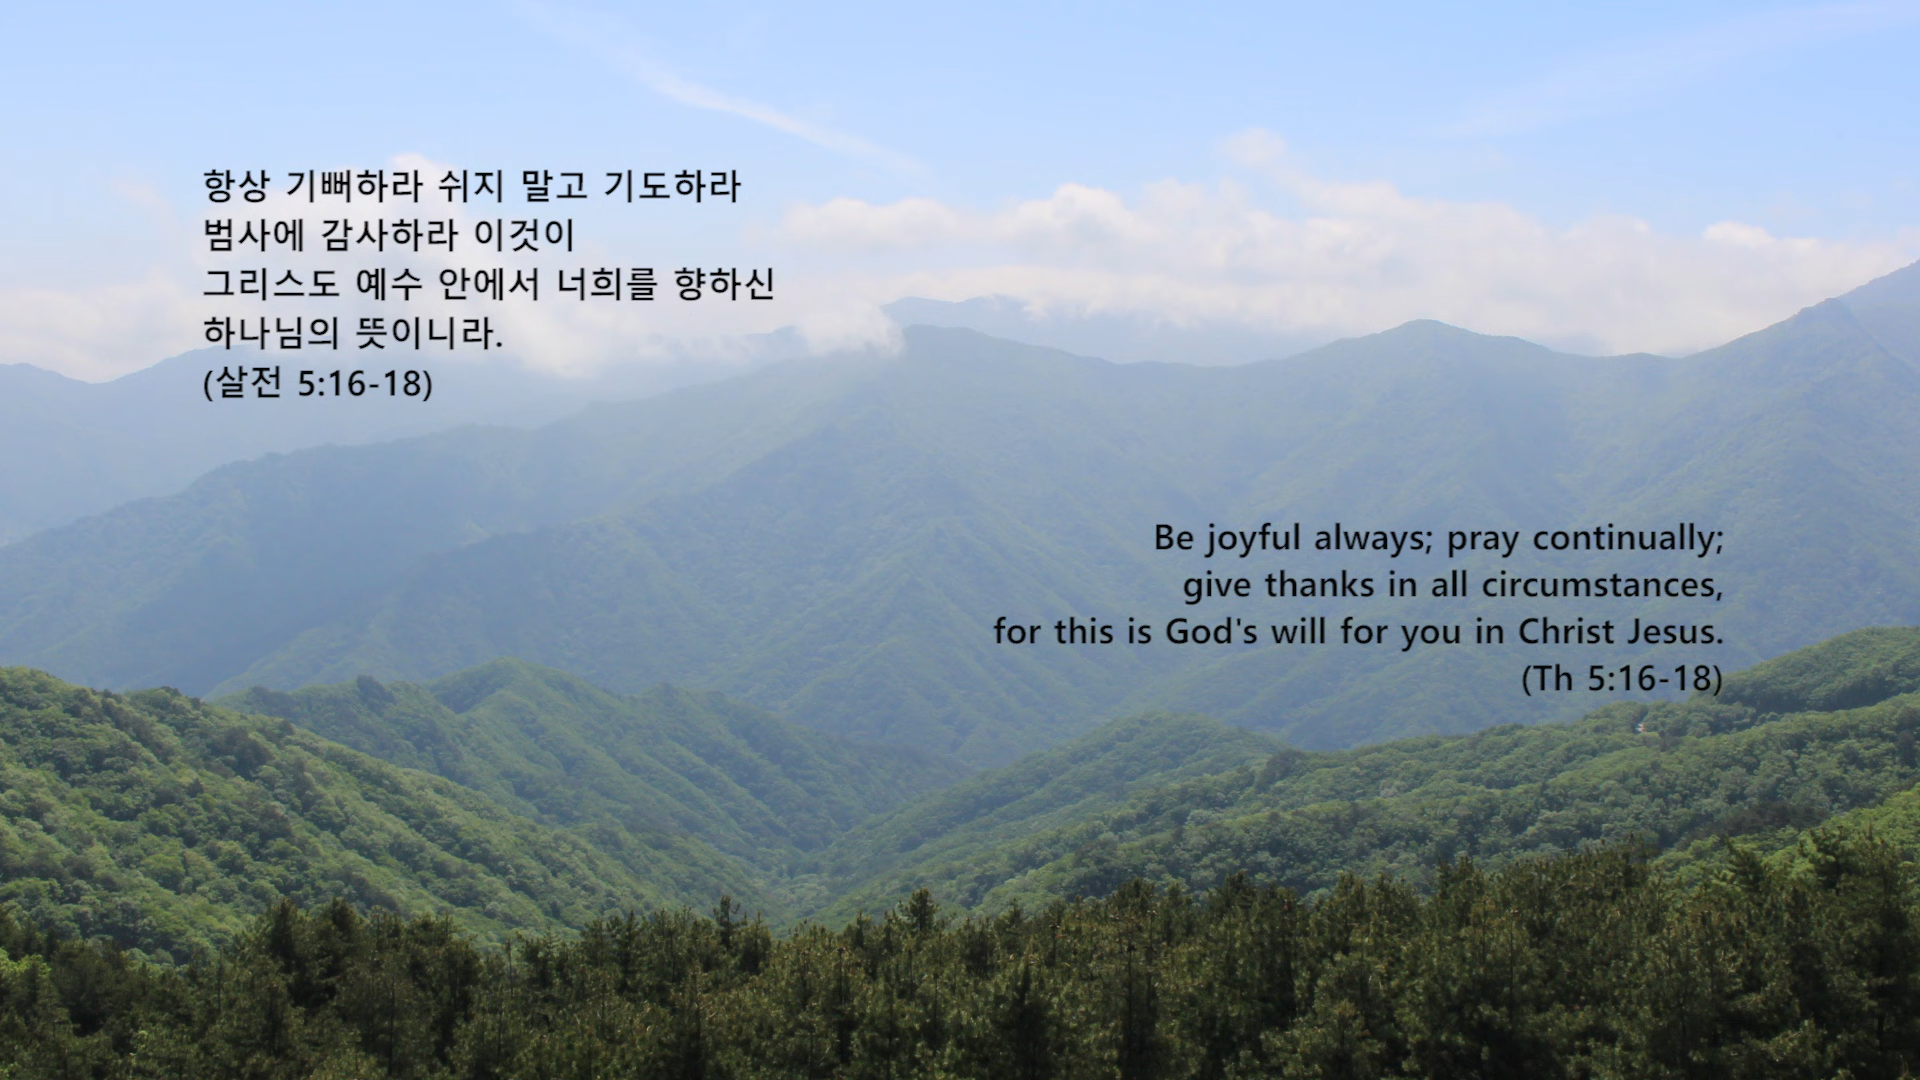 항상 기뻐하라 쉬지 말고 기도하라
범사에 감사하라 이것이
그리스도 예수 안에서 너희를 향하신
하나님의 뜻이니라.
(살전 5:16-18)
Be joyful always; pray continually;
give thanks in all circumstances,
for this is God's will for you in Christ Jesus.
(Th 5:16-18)